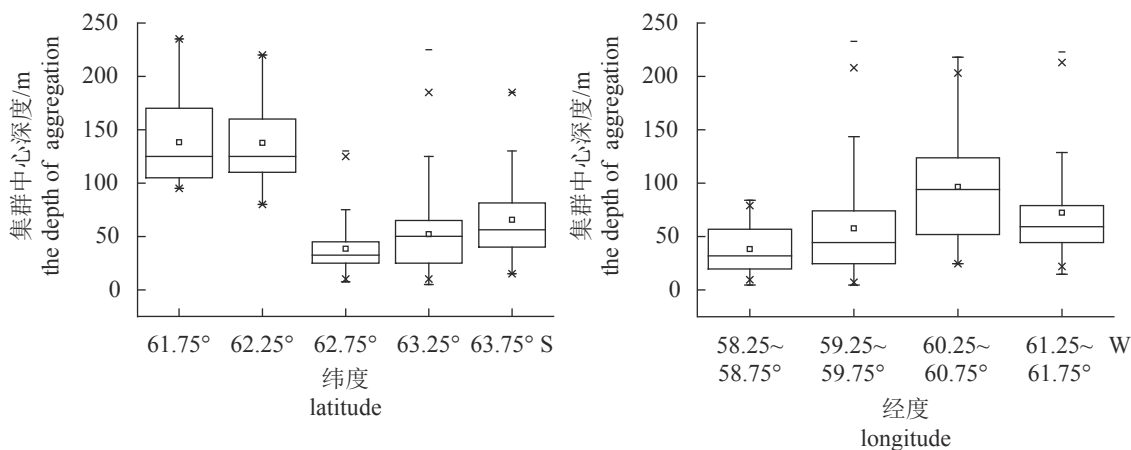 集群中心深度/m
the depth of aggregation
250
200
150
100
50
0
61.75° 62.25° 62.75° 63.25° 63.75° S
纬度
latitude
集群中心深度/m
the depth of aggregation
250
200
150
100
50
0
58.25~ 59.25~ 60.25~ 61.25~ W
58.75° 59.75° 60.75° 61.75°
经度
longitude